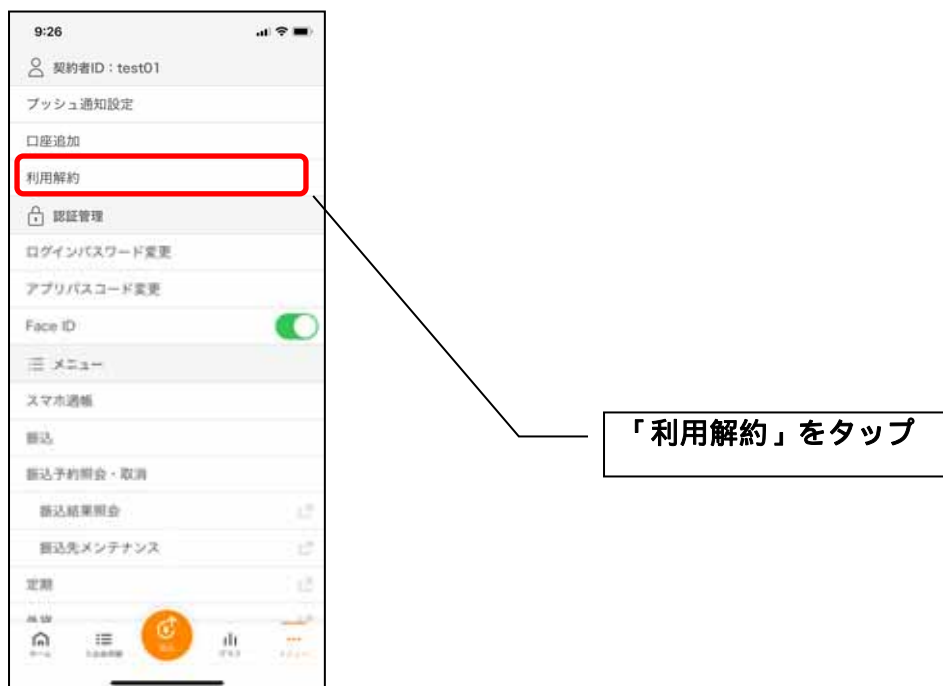 9:26
契約者ID：test01
プッシュ通知設定
口座追加
利用解約
認証管理
ログインパスワード変更
アプリパスコード変更
Face ID
メニュー
スマホ通帳
振込
振込予約照会・取消
振込結果照会
振込先メンテナンス
定期
「利用解約」をタップ